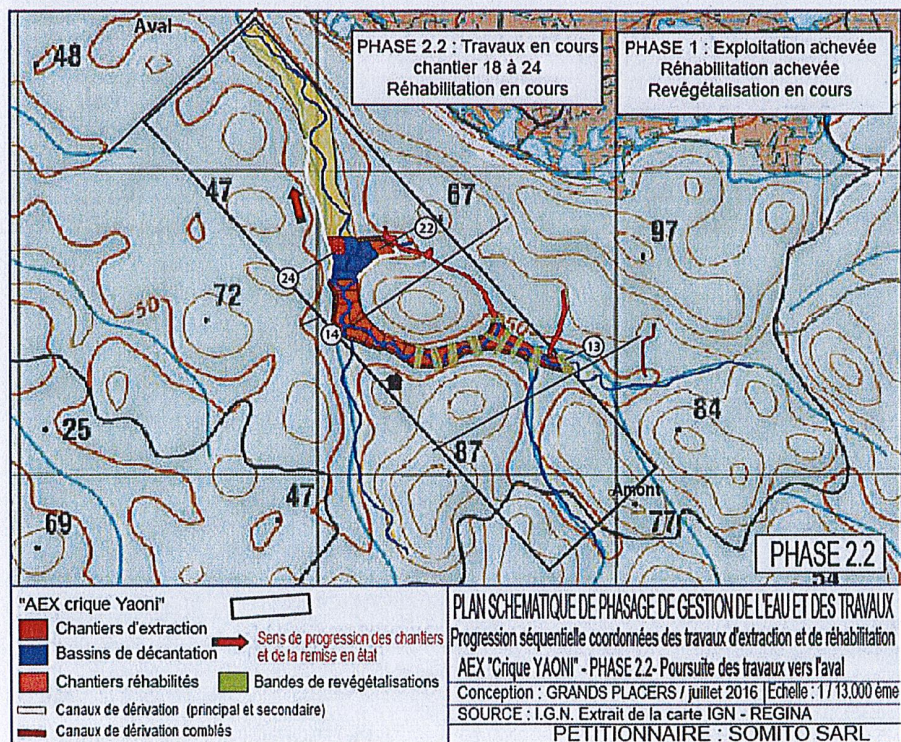 Aval
48
PHASE 2.2 : Travaux en cours
chantier 18 à 24
Réhabilitation en cours
PHASE 1 : Exploitation achevée
Réhabilitation achevée
Revégétalisation en cours
47
67
22
97
24
72
50
14
50
13
25
84
87
47
Amont
77
69
PHASE 2.2
54
"AEX crique Yaoni"
Chantiers d'extraction
Bassins de décantation
Sens de progression des chantiers
et de la remise en état
Chantiers réhabilités
Bandes de revégétalisations
Canaux de dérivation (principal et secondaire)
Canaux de dérivation comblés
PLAN SCHEMATIQUE DE PHASAGE DE GESTION DE L'EAU ET DES TRAVAUX
Progression séquentielle coordonnées des travaux d'extraction et de réhabilitation
AEX "Crique YAONI" - PHASE 2.2- Poursuite des travaux vers l'aval
Conception : GRANDS PLACERS / juillet 2016 Echelle : 1 / 13.000 éme
SOURCE : I.G.N. Extrait de la carte IGN - REGINA
PETITIONNAIRE : SOMITO SARL